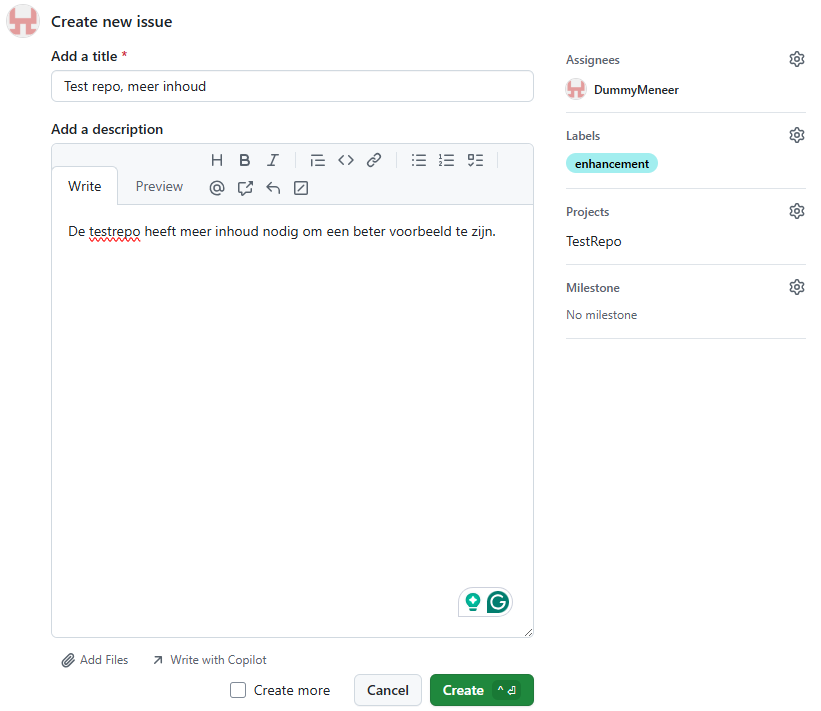 Create new issue
Add a title *
Test repo, meer inhoud
Add a description
Write
Preview
De testrepo heeft meer inhoud nodig om een beter voorbeeld te zijn.
Add Files
Write with Copilot
Create more
Cancel
Create
Assignees
DummyMeneer
Labels
enhancement
Projects
TestRepo
Milestone
No milestone